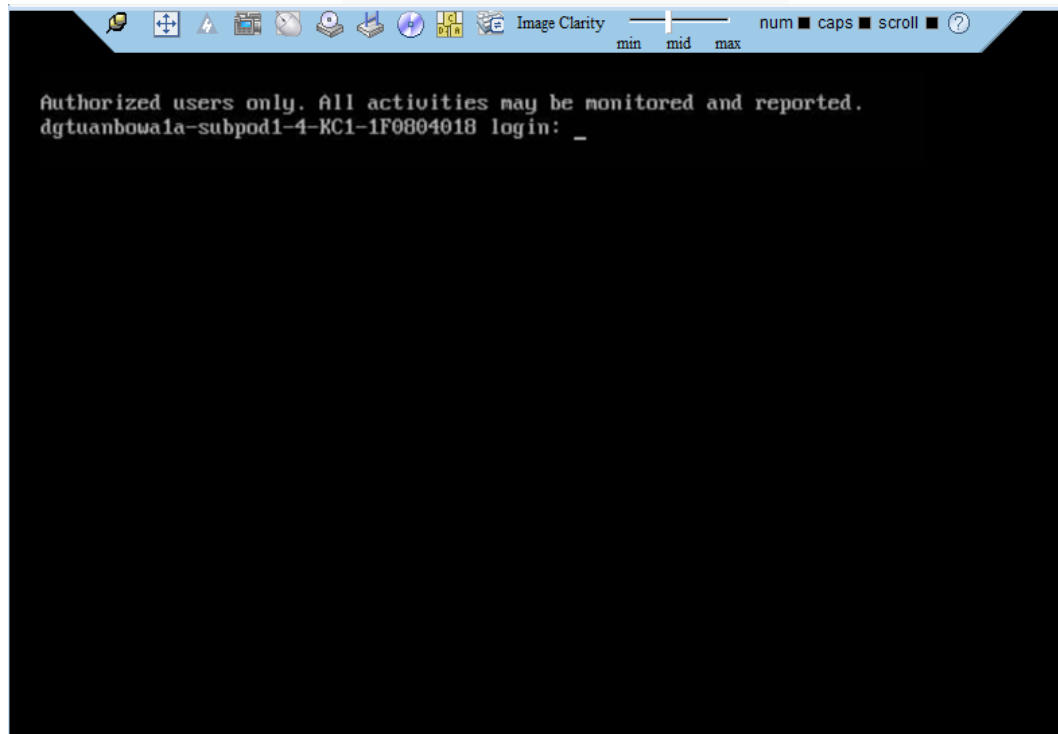 Image Clarity min mid max num caps scroll ?
Authorized users only. All activities may be monitored and reported.
dgtuanbowa1a-subpod1-4-KC1-1F0804018 login: _